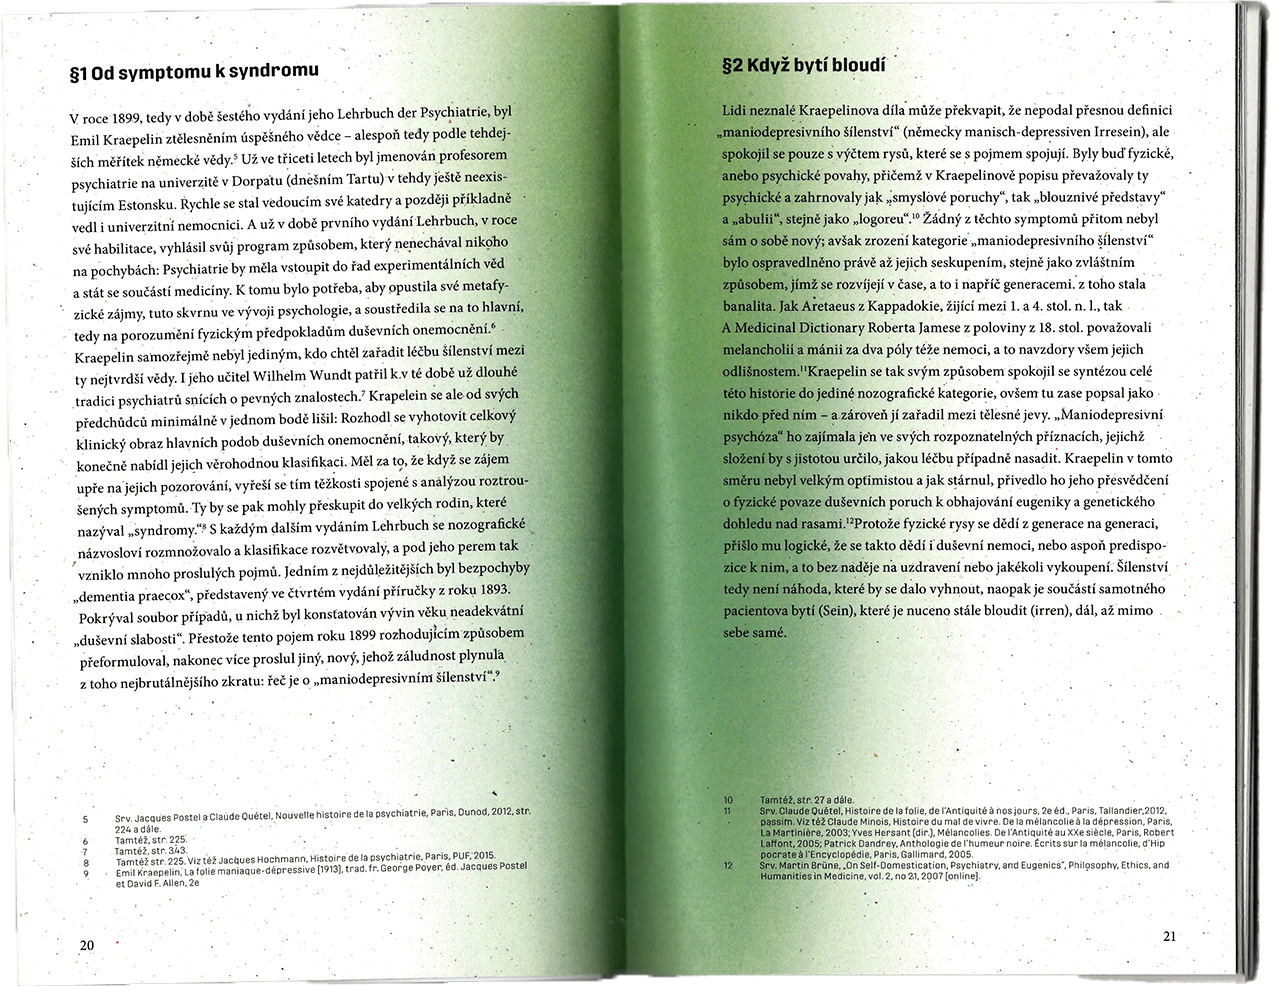 §1 Od symptomu k syndromu
V roce 1899, tedy v době šestého vydání jeho Lehrbuch der Psychiatrie, byl
Emil Kraepelin ztělesněním úspěšného vědce – alespoň tedy podle tehdej-
ších měřítek německé vědy.⁵ Už ve třiceti letech byl jmenován profesorem
psychiatrie na univerzitě v Dorpatu (dnešním Tartu) v tehdy ještě neexis-
tujícím Estonsku. Rychle se stal vedoucím své katedry a později příkladně
vedl i univerzitní nemocnici. A už v době prvního vydání Lehrbuch, v roce
své habilitace, vyhlásil svůj program způsobem, který nenechával nikoho
na pochybách: Psychiatrie by měla vstoupit do řad experimentálních věd
a stát se součástí medicíny. K tomu bylo potřeba, aby opustila své metafy-
zické zájmy, tuto skvrnu ve vývoji psychologie, a soustředila se na to hlavní,
tedy na porozumění fyzickým předpokladům duševních onemocnění.⁶
Kraepelin samozřejmě nebyl jediným, kdo chtěl zařadit léčbu šílenství mezi
ty nejtvrdší vědy. I jeho učitel Wilhelm Wundt patřil k.v té době už dlouhé
tradici psychiatrů snících o pevných znalostech.⁷ Krapelein se ale od svých
předchůdců minimálně v jednom bodě lišil: Rozhodl se vyhotovit celkový
klinický obraz hlavních podob duševních onemocnění, takový, který by
konečně nabídl jejich věrohodnou klasifikaci. Měl za to, že když se zájem
upře na jejich pozorování, vyřeší se tím těžkosti spojené s analýzou roztrou-
šených symptomů. Ty by se pak mohly přeskupit do velkých rodin, které
nazýval „syndromy.“⁸ S každým dalším vydáním Lehrbuch se nozografické
názvosloví rozmnožovalo a klasifikace rozvětvovaly, a pod jeho perem tak
vzniklo mnoho proslulých pojmů. Jedním z nejdůležitějších byl bezpochyby
„dementia praecox“, představený ve čtvrtém vydání příručky z roku 1893.
Pokrýval soubor případů, u nichž byl konstatován vývin věku neadekvátní
„duševní slabosti“. Přestože tento pojem roku 1899 rozhodujícím způsobem
přeformuloval, nakonec více proslul jiný, nový, jehož záludnost plynula
z toho nejbrutálnějšího zkratu: řeč je o „maniodepresivním šílenství“.⁹
5 Srv. Jacques Postel a Claude Quétel, Nouvelle histoire de la psychiatrie, Paris, Dunod, 2012, str.
224 a dále.
6 Tamtéž, str. 225.
7 Tamtéž, str. 343.
8 Tamtéž str. 225. Viz též Jacques Hochmann, Histoire de la psychiatrie, Paris, PUF, 2015.
9 Emil Kraepelin, La folie maniaque-dépressive [1913], trad. fr. George Poyer, éd. Jacques Postel
et David F. Allen, 2e
20
§2 Když bytí bloudí
Lidi neznalé Kraepelinova díla může překvapit, že nepodal přesnou definici
„maniodepresivního šílenství“ (německy manisch-depressiven Irresein), ale
spokojil se pouze s výčtem rysů, které se s pojmem spojují. Byly buď fyzické,
anebo psychické povahy, přičemž v Kraepelinově popisu převažovaly ty
psychické a zahrnovaly jak „smyslové poruchy“, tak „blouznivé představy“
a „abulii“, stejně jako „logoreu“.¹⁰ Žádný z těchto symptomů přitom nebyl
sám o sobě nový; avšak zrození kategorie „maniodepresivního šílenství“
bylo ospravedlněno právě až jejich seskupením, stejně jako zvláštním
způsobem, jímž se rozvíjejí v čase, a to i napříč generacemi. z toho stala
banalita. Jak Aretaeus z Kappadokie, žijící mezi 1. a 4. stol. n. l., tak
A Medicinal Dictionary Roberta Jamese z poloviny z 18. stol. považovali
melancholii a mánii za dva póly téže nemoci, a to navzdory všem jejich
odlišnostem.¹¹Kraepelin se tak svým způsobem spokojil se syntézou celé
této historie do jediné nozografické kategorie, ovšem tu zase popsal jako
nikdo před ním – a zároveň jí zařadil mezi tělesné jevy. „Maniodepresivní
psychóza“ ho zajímala jen ve svých rozpoznatelných příznacích, jejichž
složení by s jistotou určilo, jakou léčbu případně nasadit. Kraepelin v tomto
směru nebyl velkým optimistou a jak stárnul, přivedlo ho jeho přesvědčení
o fyzické povaze duševních poruch k obhajování eugeniky a genetického
dohledu nad rasami.¹²Protože fyzické rysy se dědí z generace na generaci,
přišlo mu logické, že se takto dědí i duševní nemoci, nebo aspoň predispo-
zice k nim, a to bez naděje na uzdravení nebo jakékoli vykoupení. Šílenství
tedy není náhoda, které by se dalo vyhnout, naopak je součástí samotného
pacientova bytí (Sein), které je nuceno stále bloudit (irren), dál, až mimo
sebe samé.
10 Tamtéž, str. 27 a dále.
11 Srv. Claude Quétel, Histoire de la folie, de l'Antiquité à nos jours, 2e éd., Paris, Tallandier,2012,
passim. Viz též Claude Minois, Histoire du mal de vivre. De la mélancolie à la dépression, Paris,
La Martinière, 2003; Yves Hersant (dir.), Mélancolies. De l'Antiquité au XXe siècle, Paris, Robert
Laffont, 2005; Patrick Dandrey, Anthologie de l'humeur noire. Écrits sur la mélancolie, d'Hip
pocrate à l'Encyclopédie, Paris, Gallimard, 2005.
12 Srv. Martin Brüne, „On Self-Domestication, Psychiatry, and Eugenics“, Philosophy, Ethics, and
Humanities in Medicine, vol. 2, no 21, 2007 [online].
21